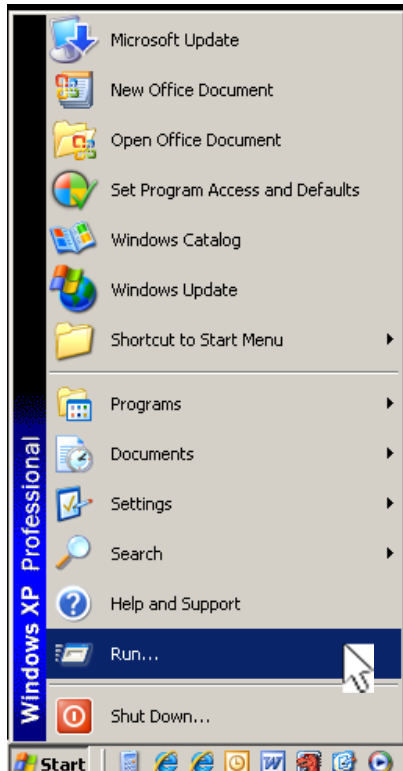 Microsoft Update
New Office Document
Open Office Document
Set Program Access and Defaults
Windows Catalog
Windows Update
Shortcut to Start Menu
Programs
Documents
Settings
Search
Help and Support
Run...
Shut Down...
Windows XP Professional
Start